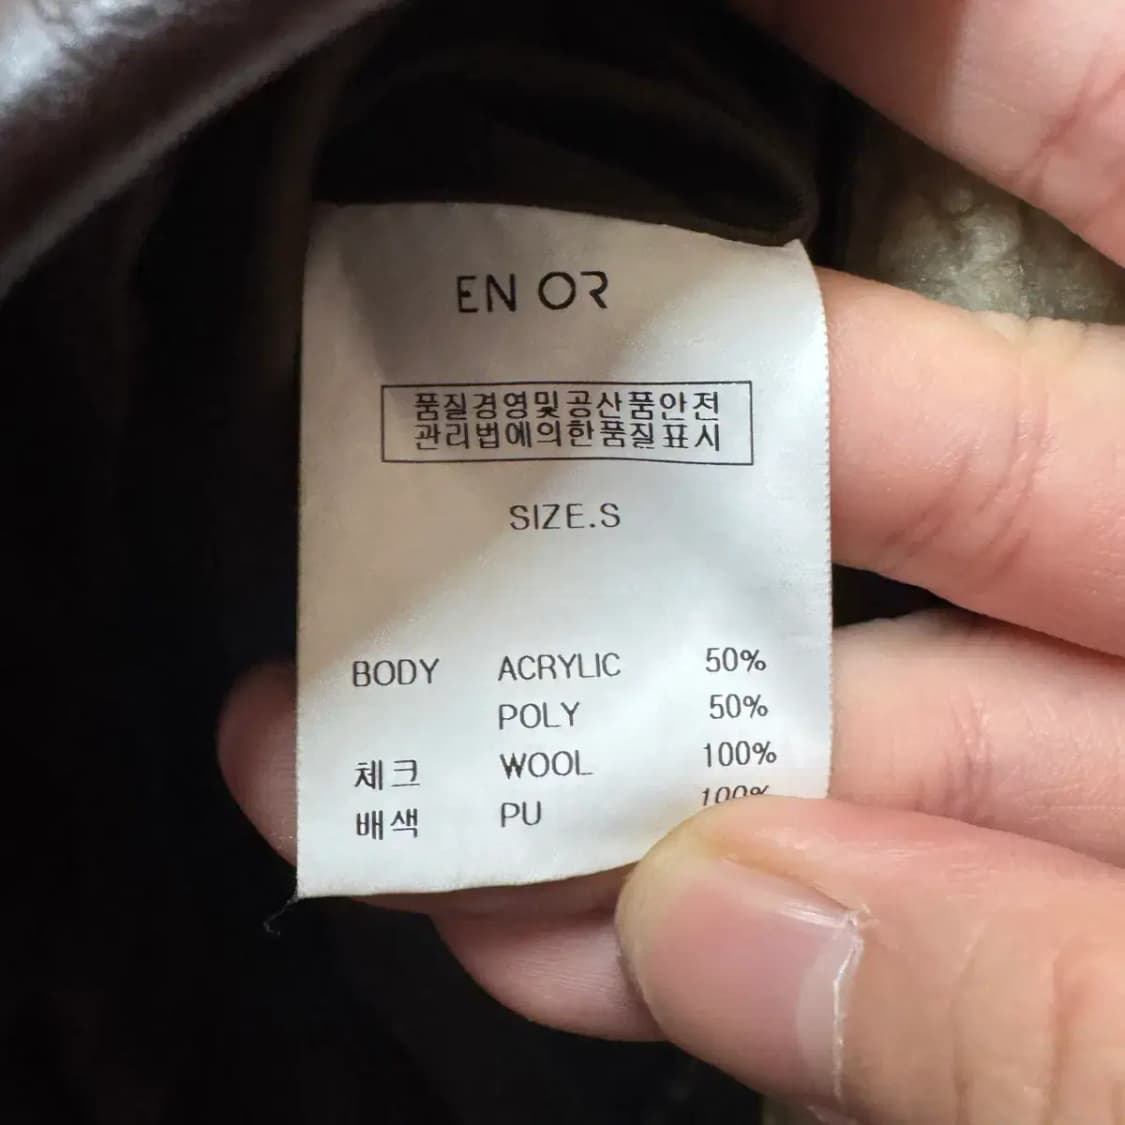 EN OR
품질경영및공산품안전
관리법에의한품질표시
SIZE.S
BODY ACRYLIC 50%
POLY 50%
체크 WOOL 100%
배색 PU 100%